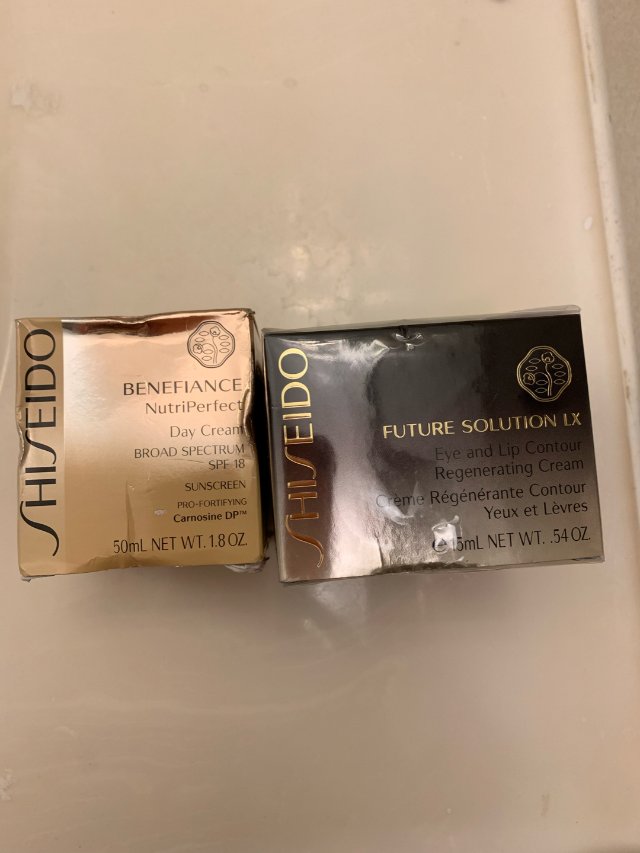 SHISEIDO
BENEFIANCE
NutriPerfect
Day Cream
BROAD SPECTRUM
SPF 18
SUNSCREEN
PRO-FORTIFYING
Carnosine DP™
50mL NET WT. 1.8 OZ.
SHISEIDO
FUTURE SOLUTION LX
Eye and Lip Contour
Regenerating Cream
Crème Régénérante Contour
Yeux et Lèvres
℮ 15mL NET WT. .54 OZ.